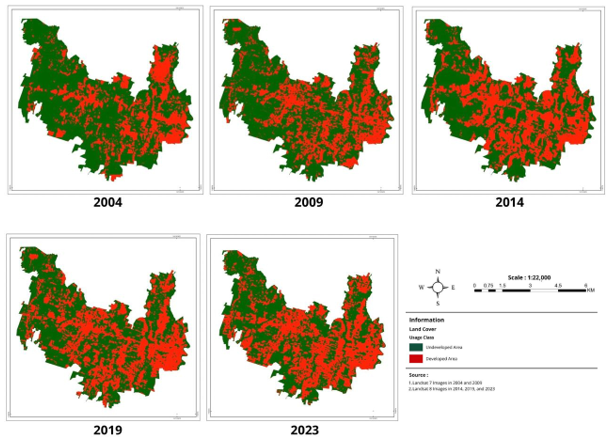 2004
2009
2014
2019
2023
N
W
E
S
Scale : 1:22,000
0 0.75 1.5 3 4.5 6
KM
Information
Land Cover
Usage Class
Undeveloped Area
Developed Area
Source :
1.Landsat 7 Images in 2004 and 2009
2.Landsat 8 Images in 2014, 2019, and 2023